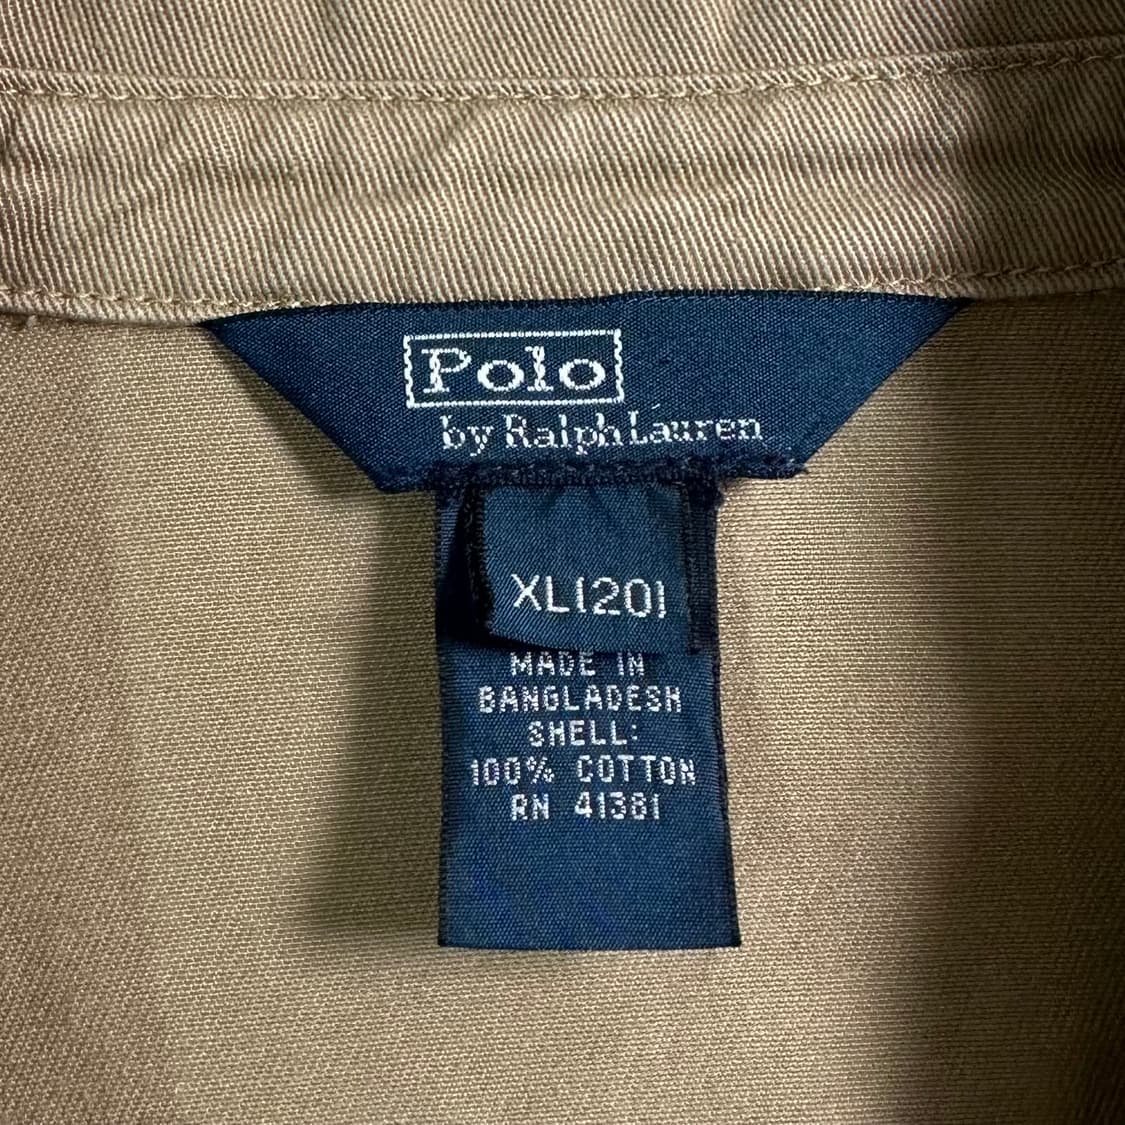 Polo
by Ralph Lauren
XL(20)
MADE IN
BANGLADESH
SHELL:
100% COTTON
RN 41381